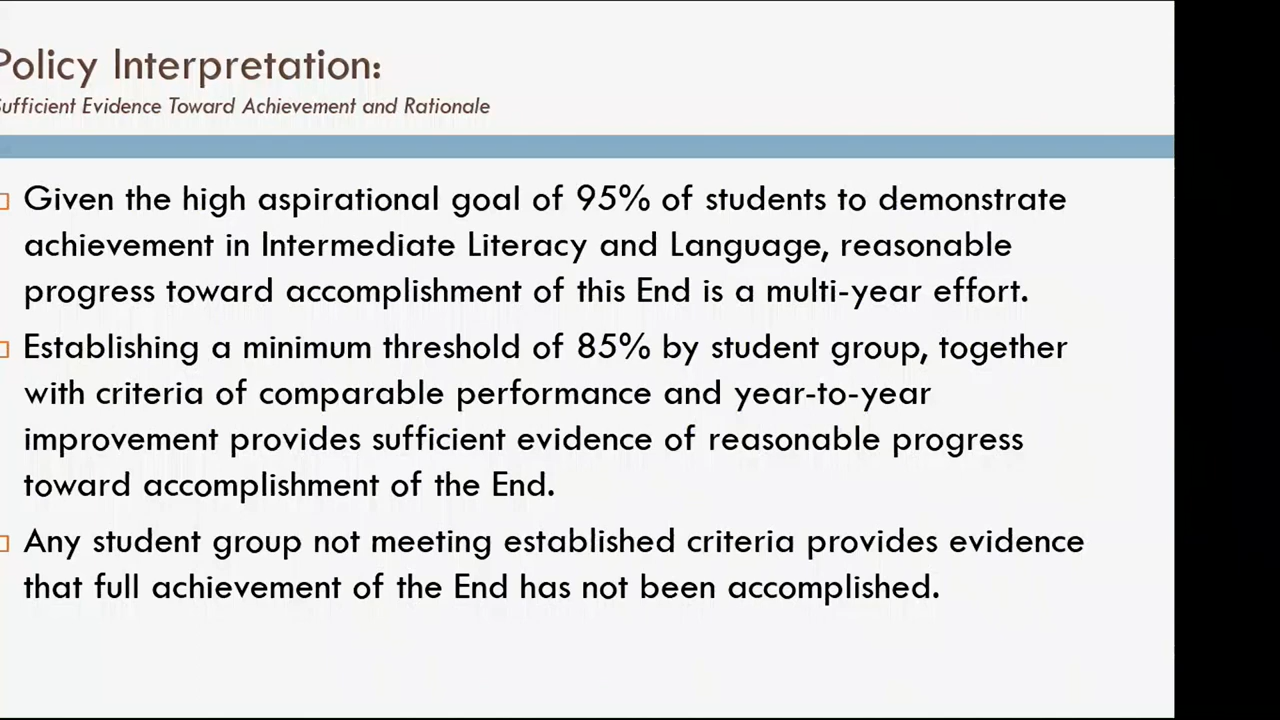 Policy Interpretation:
Sufficient Evidence Toward Achievement and Rationale
Given the high aspirational goal of 95% of students to demonstrate
achievement in Intermediate Literacy and Language, reasonable
progress toward accomplishment of this End is a multi-year effort.
Establishing a minimum threshold of 85% by student group, together
with criteria of comparable performance and year-to-year
improvement provides sufficient evidence of reasonable progress
toward accomplishment of the End.
Any student group not meeting established criteria provides evidence
that full achievement of the End has not been accomplished.